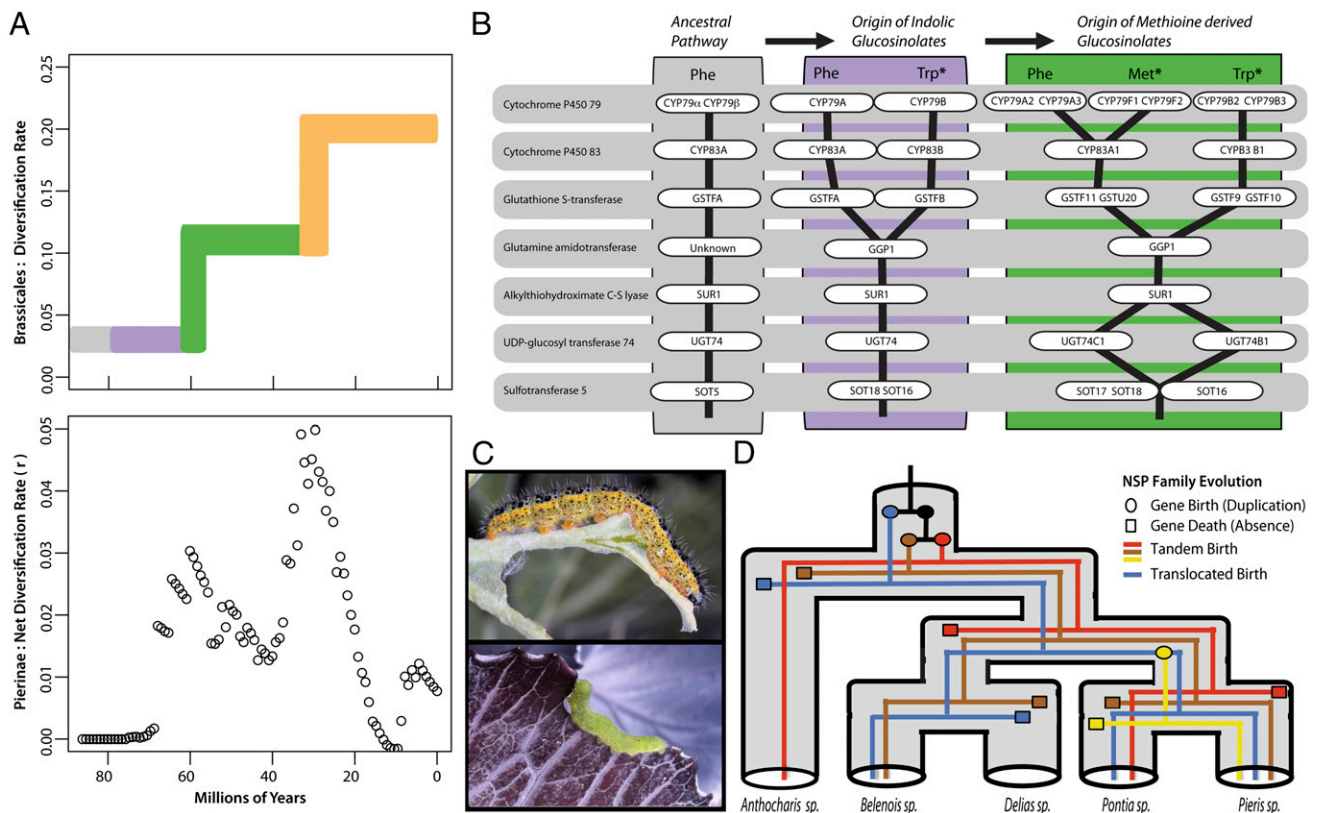 A
0.25
0.20
0.15
0.10
0.05
0.00
Brassicales : Diversification Rate
0.05
0.04
0.03
0.02
0.01
0.00
Pierinae : Net Diversification Rate ( r )
80 60 40 20 0
Millions of Years
B
Ancestral Pathway
Origin of Indolic Glucosinolates
Origin of Methioine derived Glucosinolates
Phe
Phe Trp*
Phe Met* Trp*
Cytochrome P450 79
CYP79α CYP79β
CYP79A
CYP79B
CYP79A2 CYP79A3
CYP79F1 CYP79F2
CYP79B2 CYP79B3
Cytochrome P450 83
CYP83A
CYP83A
CYP83B
CYP83A1
CYPB3 B1
Glutathione S-transferase
GSTFA
GSTFA
GSTFB
GSTF11 GSTU20
GSTF9 GSTF10
Glutamine amidotransferase
Unknown
GGP1
GGP1
Alkylthiohydroximate C-S lyase
SUR1
SUR1
SUR1
UDP-glucosyl transferase 74
UGT74
UGT74
UGT74C1
UGT74B1
Sulfotransferase 5
SOT5
SOT18 SOT16
SOT17 SOT18
SOT16
C
D
NSP Family Evolution
Gene Birth (Duplication)
Gene Death (Absence)
Tandem Birth
Translocated Birth
Anthocharis sp.
Belenois sp.
Delias sp.
Pontia sp.
Pieris sp.